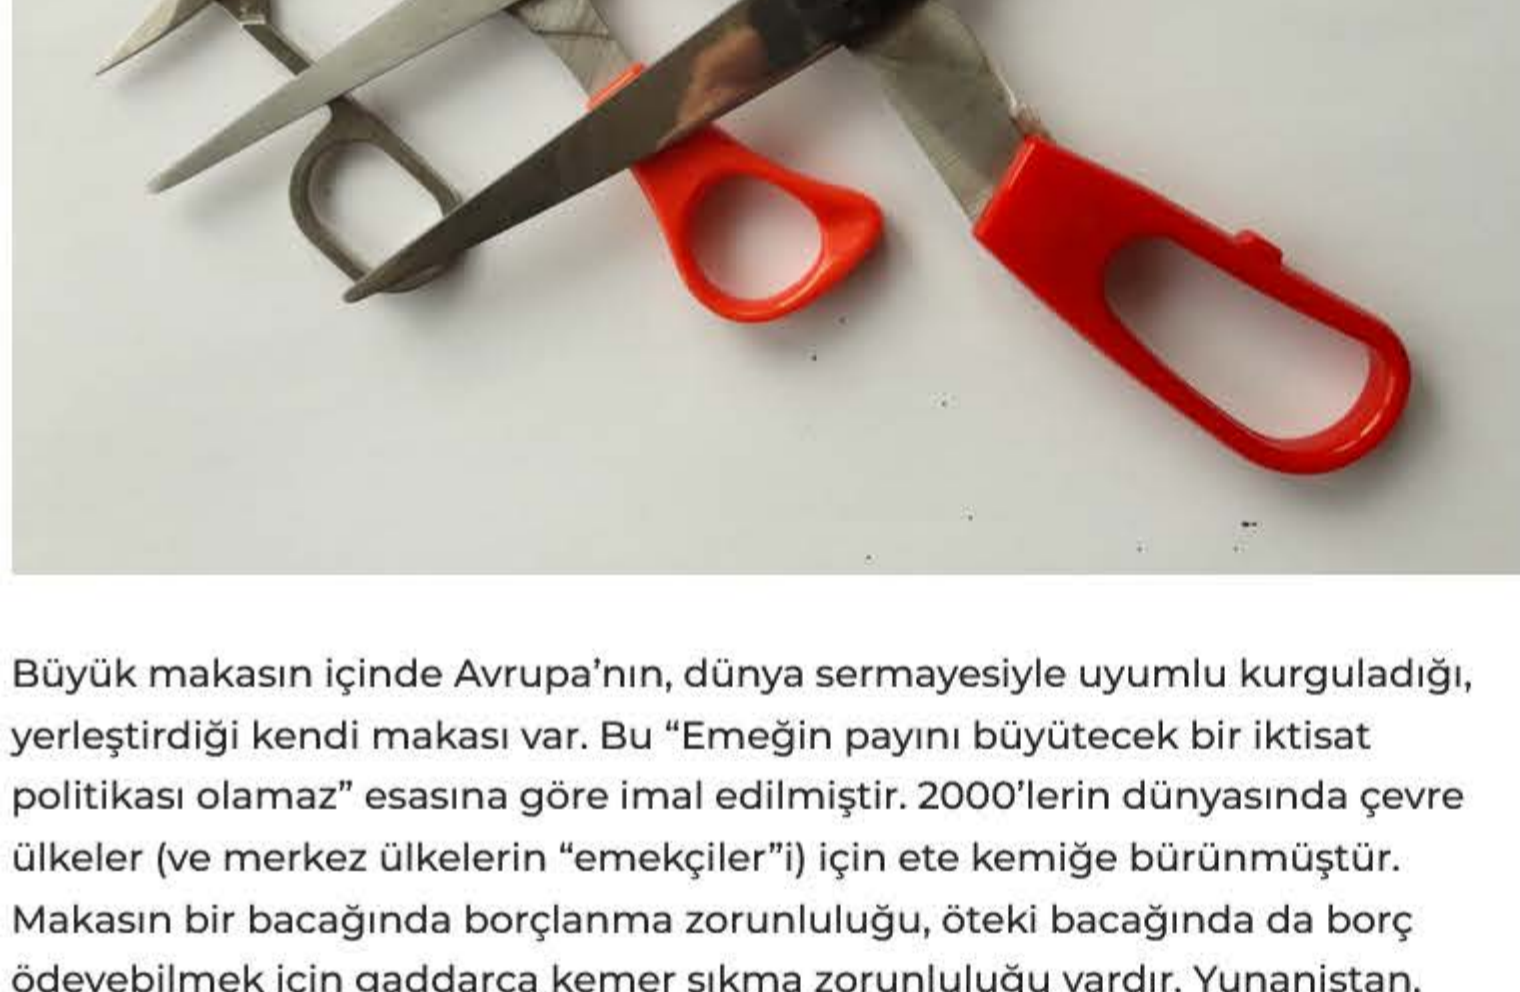 Büyük makasın içinde Avrupa’nın, dünya sermayesiyle uyumlu kurguladığı,
yerleştirdiği kendi makası var. Bu “Emeğin payını büyütecek bir iktisat
politikası olamaz” esasına göre imal edilmiştir. 2000’lerin dünyasında çevre
ülkeler (ve merkez ülkelerin “emekçiler”i) için ete kemiğe bürünmüştür.
Makasın bir bacağında borçlanma zorunluluğu, öteki bacağında da borç
ödeyebilmek için gaddarca kemer sıkma zorunluluğu vardır. Yunanistan,